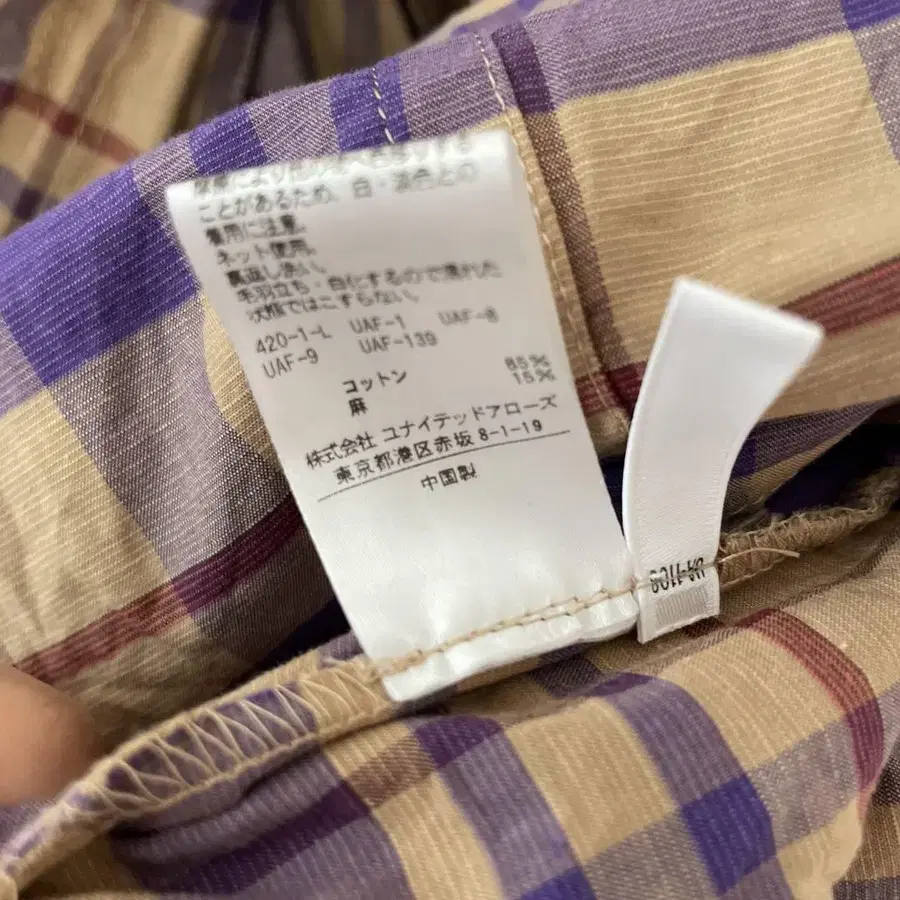 ことがあるため、白・淡色との
着用に注意。
ネット使用。
裏返し洗い。
毛羽立ち・白化するので濡れた
状態ではこすらない。
420-1-L UAF-1 UAF-8
UAF-9 UAF-139
コットン 85%
麻 15%
株式会社 ユナイテッドアローズ
東京都港区赤坂 8-1-19
中国製
UA-1108